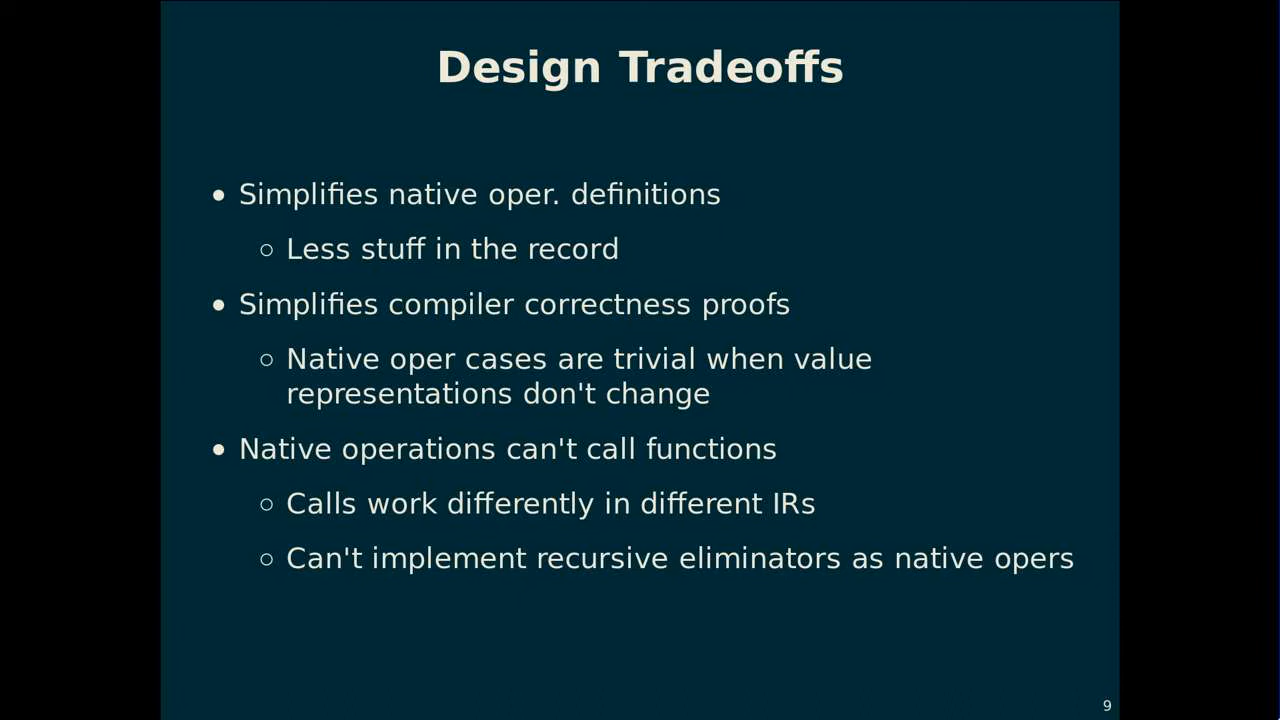 Design Tradeoffs
• Simplifies native oper. definitions
○ Less stuff in the record
• Simplifies compiler correctness proofs
○ Native oper cases are trivial when value
representations don't change
• Native operations can't call functions
○ Calls work differently in different IRs
○ Can't implement recursive eliminators as native opers
9